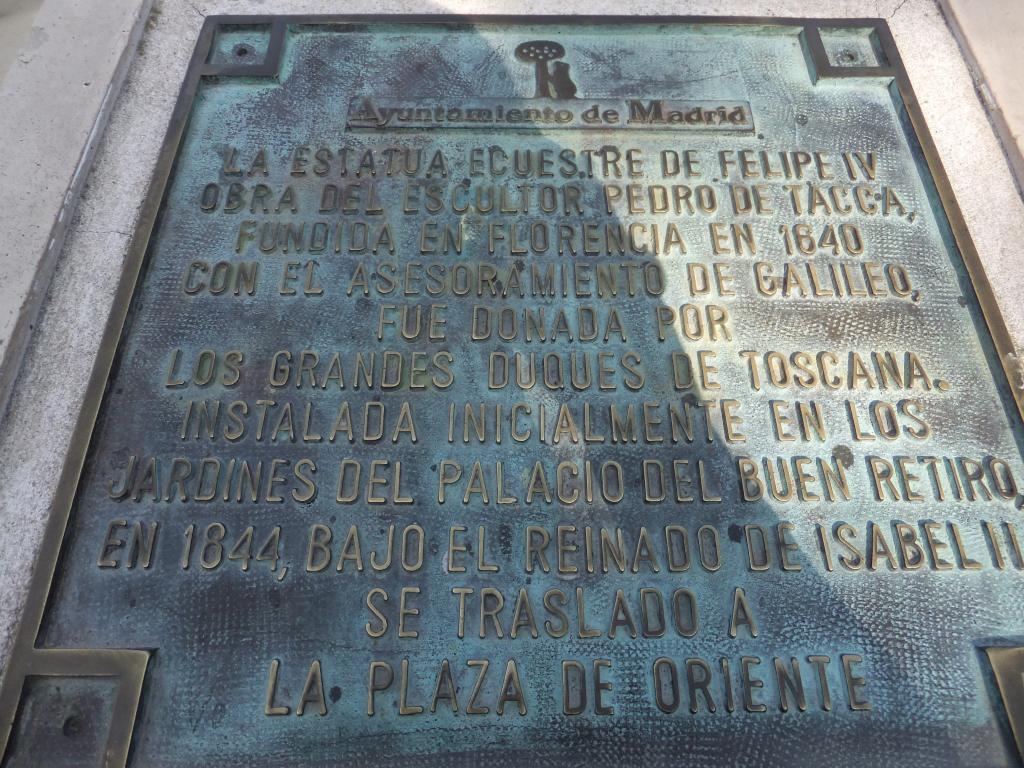 Ayuntamiento de Madrid
LA ESTATUA ECUESTRE DE FELIPE IV
OBRA DEL ESCULTOR PEDRO DE TACCA,
FUNDIDA EN FLORENCIA EN 1640
CON EL ASESORAMIENTO DE GALILEO,
FUE DONADA POR
LOS GRANDES DUQUES DE TOSCANA.
INSTALADA INICIALMENTE EN LOS
JARDINES DEL PALACIO DEL BUEN RETIRO,
EN 1844, BAJO EL REINADO DE ISABEL II
SE TRASLADO A
LA PLAZA DE ORIENTE